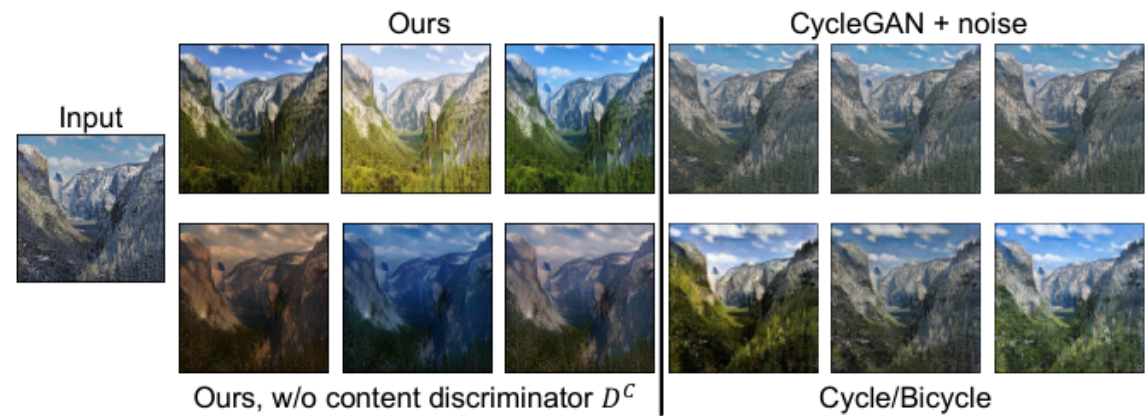 Ours
CycleGAN + noise
Input
Ours, w/o content discriminator D^C
Cycle/Bicycle